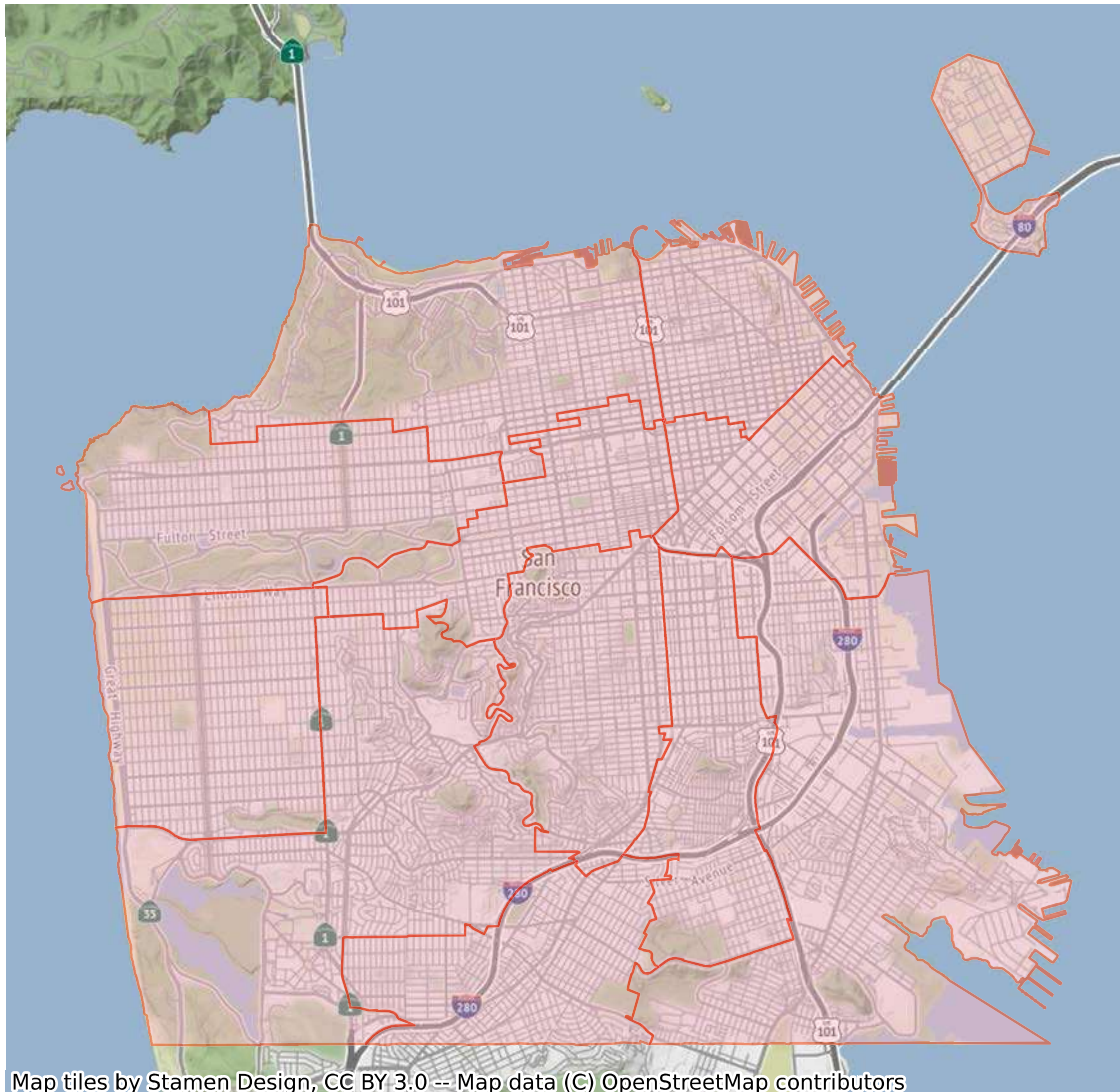 1
80
101
101
101
1
Folsom Street
Fulton Street
San
Francisco
Lincoln Way
280
Great Highway
101
280
35
1
280
101
Map tiles by Stamen Design, CC BY 3.0 -- Map data (C) OpenStreetMap contributors